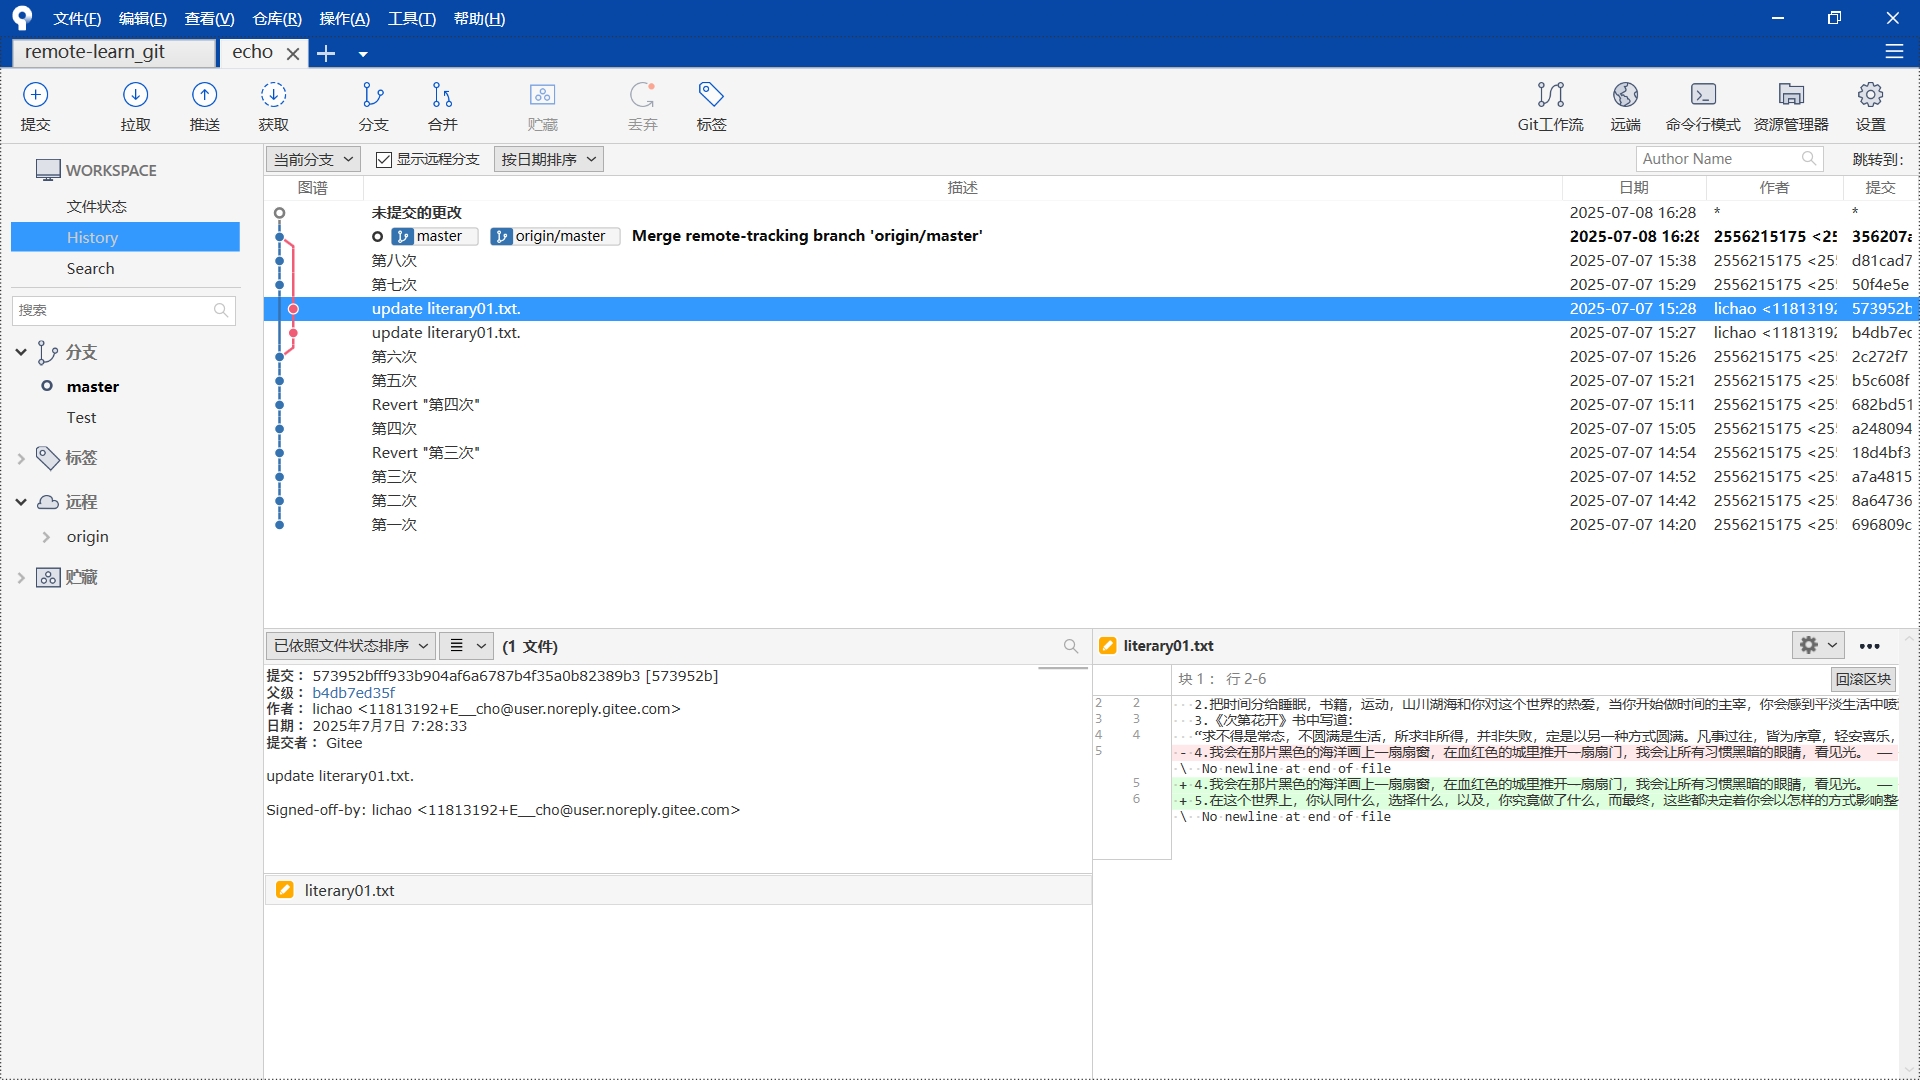 文件(F) 编辑(E) 查看(V) 仓库(R) 操作(A) 工具(T) 帮助(H)
remote-learn_git echo
提交 拉取 推送 获取 分支 合并 贮藏 丢弃 标签 Git工作流 远端 命令行模式 资源管理器 设置
WORKSPACE
文件状态
History
Search
搜索
分支
master
Test
标签
远程
origin
贮藏
当前分支 显示远程分支 按日期排序 Author Name 跳转到:
图谱 描述 日期 作者 提交
未提交的更改 2025-07-08 16:28 * *
master origin/master Merge remote-tracking branch 'origin/master' 2025-07-08 16:28 2556215175 <25 356207a
第八次 2025-07-07 15:38 2556215175 <25 d81cad7
第七次 2025-07-07 15:29 2556215175 <25 50f4e5e
update literary01.txt. 2025-07-07 15:28 lichao <11813192 573952b
update literary01.txt. 2025-07-07 15:27 lichao <11813192 b4db7ed
第六次 2025-07-07 15:26 2556215175 <25 2c272f7
第五次 2025-07-07 15:21 2556215175 <25 b5c608f
Revert "第四次" 2025-07-07 15:11 2556215175 <25 682bd51
第四次 2025-07-07 15:05 2556215175 <25 a248094
Revert "第三次" 2025-07-07 14:54 2556215175 <25 18d4bf3
第三次 2025-07-07 14:52 2556215175 <25 a7a4815
第二次 2025-07-07 14:42 2556215175 <25 8a64736
第一次 2025-07-07 14:20 2556215175 <25 696809c
已依照文件状态排序 (1 文件)
提交： 573952bfff933b904af6a6787b4f35a0b82389b3 [573952b]
父级： b4db7ed35f
作者： lichao <11813192+E__cho@user.noreply.gitee.com>
日期： 2025年7月7日 7:28:33
提交者： Gitee
update literary01.txt.
Signed-off-by: lichao <11813192+E__cho@user.noreply.gitee.com>
literary01.txt
literary01.txt
块 1： 行 2-6 回滚区块
2 2 2.把时间分给睡眠，书籍，运动，山川湖海和你对这个世界的热爱，当你开始做时间的主宰，你会感到平淡生活中喷
3 3 3.《次第花开》书中写道：
4 4 “求不得是常态，不圆满是生活，所求非所得，并非失败，定是以另一种方式圆满。凡事过往，皆为序章，轻安喜乐，
5 - 4.我会在那片黑色的海洋画上一扇扇窗，在血红色的城里推开一扇扇门，我会让所有习惯黑暗的眼睛，看见光。 —
\ No newline at end of file
5 + 4.我会在那片黑色的海洋画上一扇扇窗，在血红色的城里推开一扇扇门，我会让所有习惯黑暗的眼睛，看见光。 —
6 + 5.在这个世界上，你认同什么，选择什么，以及，你究竟做了什么，而最终，这些都决定着你会以怎样的方式影响整
\ No newline at end of file